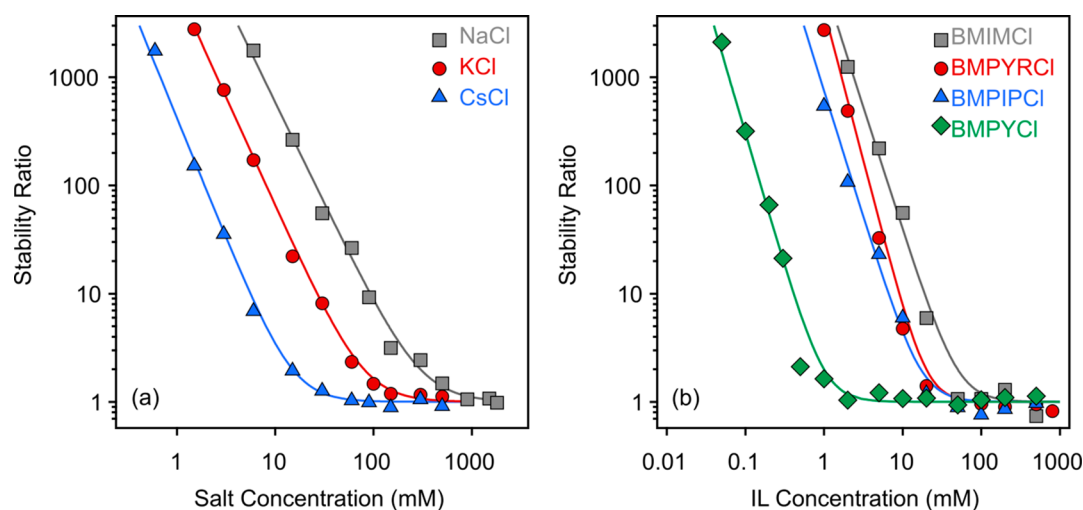 NaCl
KCl
CsCl
1000
100
10
1
Stability Ratio
(a)
1
10
100
1000
Salt Concentration (mM)
BMIMCl
BMPYRCl
BMPIPCl
BMPYCl
1000
100
10
1
Stability Ratio
(b)
0.01
0.1
1
10
100
1000
IL Concentration (mM)